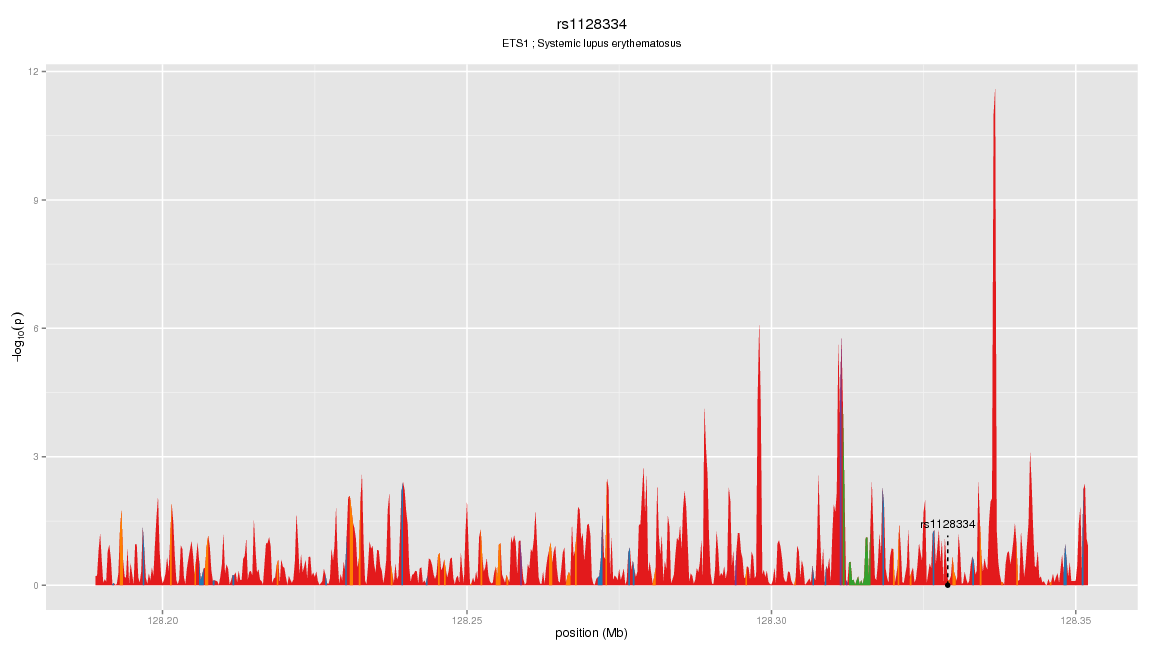 rs1128334
ETS1 ; Systemic lupus erythematosus
12
9
6
3
0
−log10(p)
rs1128334
128.20
128.25
128.30
128.35
position (Mb)